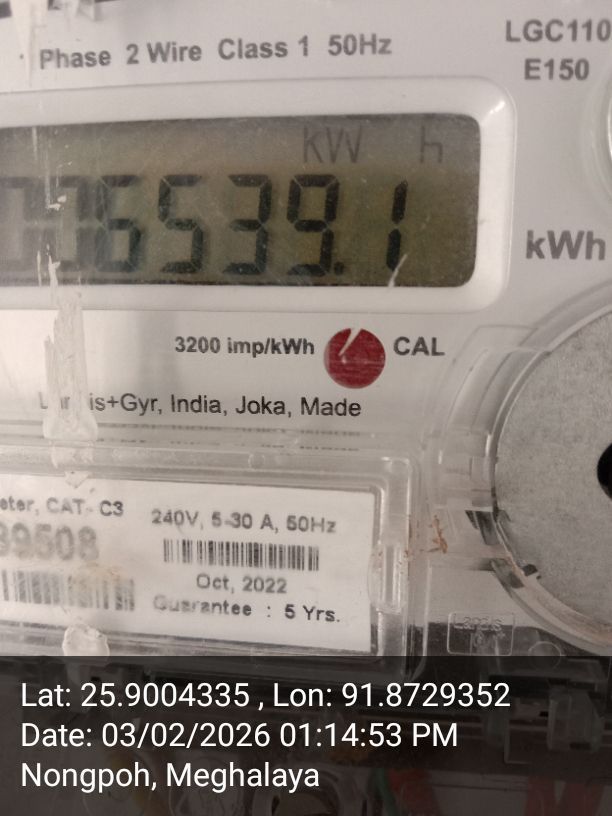 Phase 2 Wire Class 1 50Hz
LGC110
E150
kW h
006539.1
kWh
3200 imp/kWh CAL
is+Gyr, India, Joka, Made
eter, CAT- C3
240V, 5-30 A, 50Hz
39508
Oct, 2022
Guarantee : 5 Yrs.
Lat: 25.9004335 , Lon: 91.8729352
Date: 03/02/2026 01:14:53 PM
Nongpoh, Meghalaya